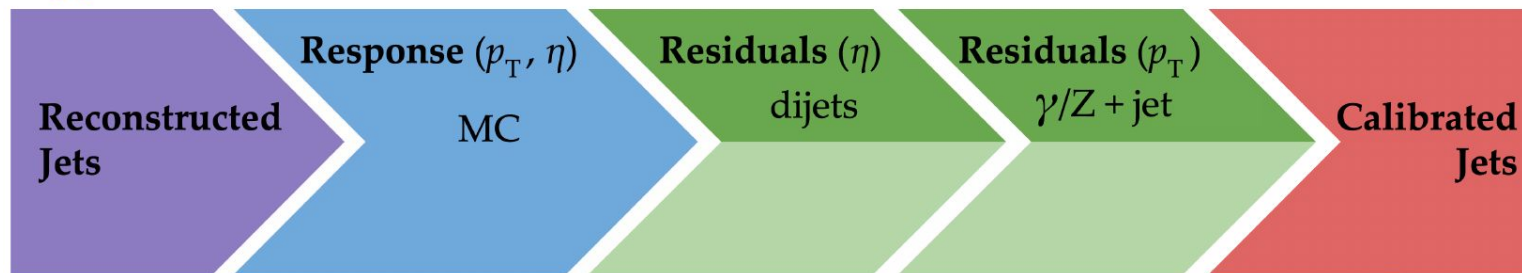 Reconstructed
Jets
Response (pT, η)
MC
Residuals (η)
dijets
Residuals (pT)
γ/Z + jet
Calibrated
Jets